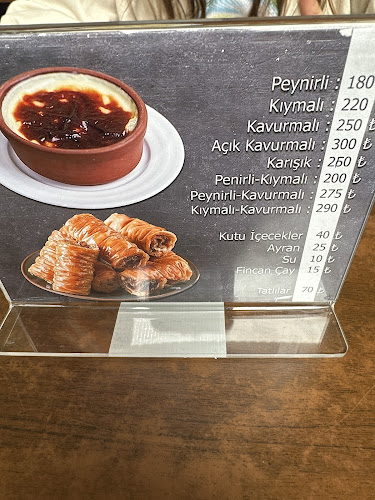 Peynirli : 180
Kıymalı : 220
Kavurmalı : 250 ₺
Açık Kavurmalı : 300 ₺
Karışık : 260 ₺
Penirli-Kıymalı : 200 ₺
Peynirli-Kavurmalı : 275 ₺
Kıymalı-Kavurmalı : 290 ₺
Kutu İçecekler : 40 ₺
Ayran : 25 ₺
Su : 10 ₺
Fincan Çay : 15 ₺
Tatlılar : 70 ₺